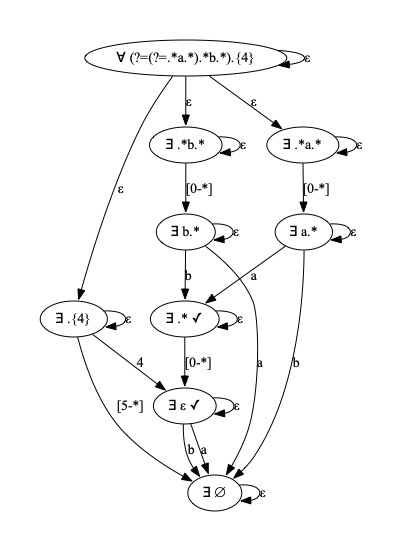 ∀ (?=(?=.*a.*).*b.*).{4}
ε
ε
ε
ε
∃ .*b.*
ε
∃ .*a.*
ε
[0-*]
[0-*]
∃ b.*
ε
∃ a.*
ε
b
a
∃ .{4}
ε
∃ .* ✓
ε
4
[0-*]
a
b
[5-*]
∃ ε ✓
ε
b
a
∃ ∅
ε